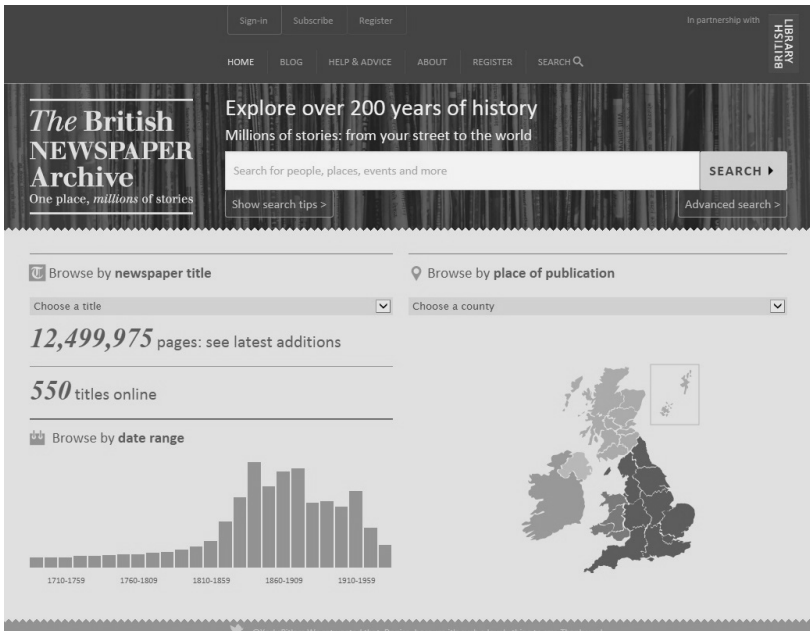 Sign-in Subscribe Register
In partnership with
BRITISH
LIBRARY
HOME BLOG HELP & ADVICE ABOUT REGISTER SEARCH
The British
NEWSPAPER
Archive
One place, millions of stories
Explore over 200 years of history
Millions of stories: from your street to the world
Search for people, places, events and more
SEARCH
Show search tips >
Advanced search >
Browse by newspaper title
Choose a title
12,499,975 pages: see latest additions
550 titles online
Browse by date range
1710-1759 1760-1809 1810-1859 1860-1909 1910-1959
Browse by place of publication
Choose a county